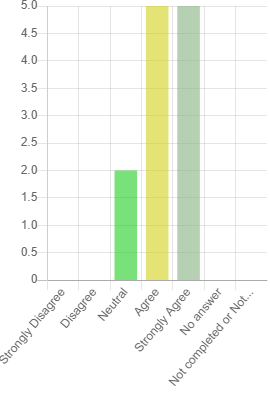 5.0
4.5
4.0
3.5
3.0
2.5
2.0
1.5
1.0
0.5
0
Strongly Disagree
Disagree
Neutral
Agree
Strongly Agree
No answer
Not completed or Not...